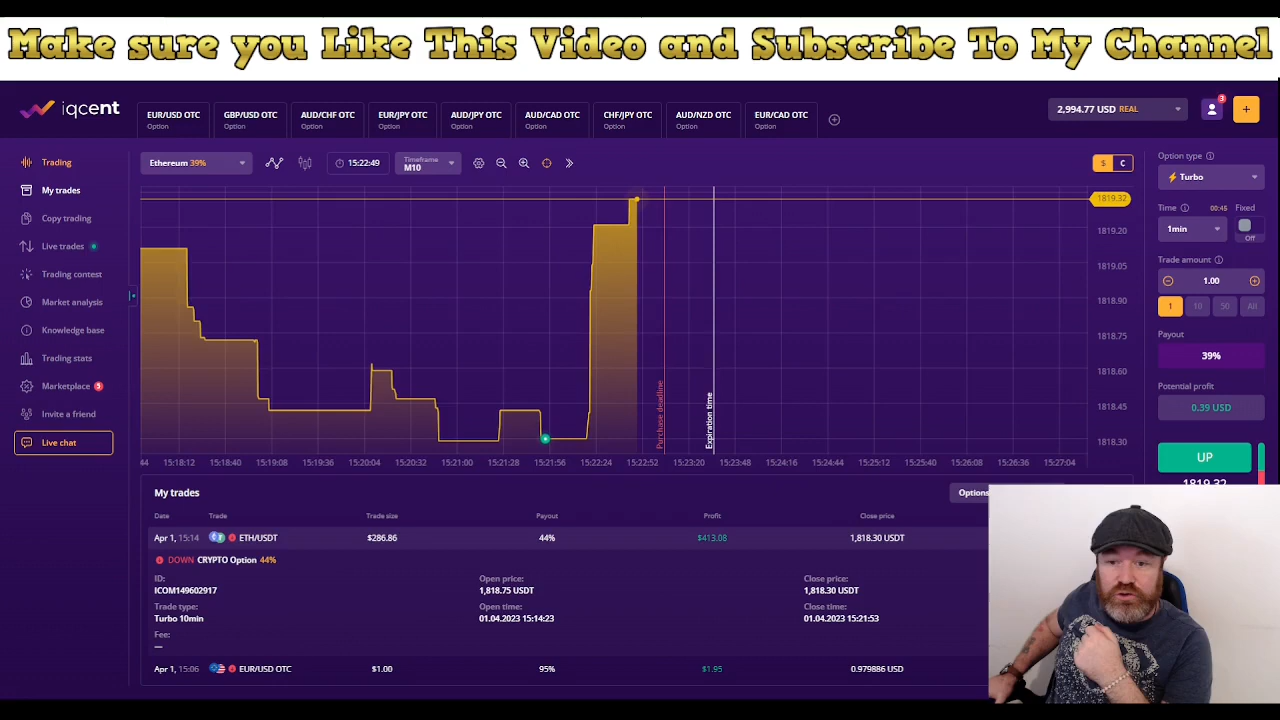 Make sure you Like This Video and Subscribe To My Channel
iqcent
EUR/USD OTC
Option
GBP/USD OTC
Option
AUD/CHF OTC
Option
EUR/JPY OTC
Option
AUD/JPY OTC
Option
AUD/CAD OTC
Option
CHF/JPY OTC
Option
AUD/NZD OTC
Option
EUR/CAD OTC
Option
2,994.77 USD REAL
3
Trading
My trades
Copy trading
Live trades
Trading contest
Market analysis
Knowledge base
Trading stats
Marketplace 5
Invite a friend
Live chat
Ethereum 39%
15:22:49
Timeframe
M10
$ C
1819.32
1819.20
1819.05
1818.90
1818.75
1818.60
1818.45
1818.30
Purchase deadline
Expiration time
44 15:18:12 15:18:40 15:19:08 15:19:36 15:20:04 15:20:32 15:21:00 15:21:28 15:21:56 15:22:24 15:22:52 15:23:20 15:23:48 15:24:16 15:24:44 15:25:12 15:25:40 15:26:08 15:26:36 15:27:04
Option type
Turbo
Time 00:45 Fixed
1min
Off
Trade amount
1.00
1 10 50 All
Payout
39%
Potential profit
0.39 USD
UP
1819.32
My trades
Options
Date Trade Trade size Payout Profit Close price
Apr 1, 15:14 ETH/USDT $286.86 44% $413.08 1,818.30 USDT
DOWN CRYPTO Option 44%
ID: Open price: Close price:
ICOM149602917 1,818.75 USDT 1,818.30 USDT
Trade type: Open time: Close time:
Turbo 10min 01.04.2023 15:14:23 01.04.2023 15:21:53
Fee:
—
Apr 1, 15:06 EUR/USD OTC $1.00 95% $1.95 0.979886 USD